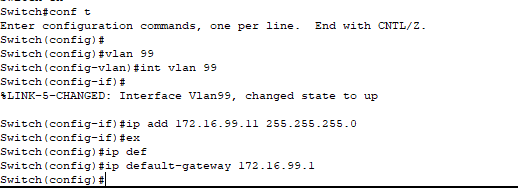 Switch#conf t
Enter configuration commands, one per line.  End with CNTL/Z.
Switch(config)#
Switch(config)#vlan 99
Switch(config-vlan)#int vlan 99
Switch(config-if)#
%LINK-5-CHANGED: Interface Vlan99, changed state to up
Switch(config-if)#ip add 172.16.99.11 255.255.255.0
Switch(config-if)#ex
Switch(config)#ip def
Switch(config)#ip default-gateway 172.16.99.1
Switch(config)#